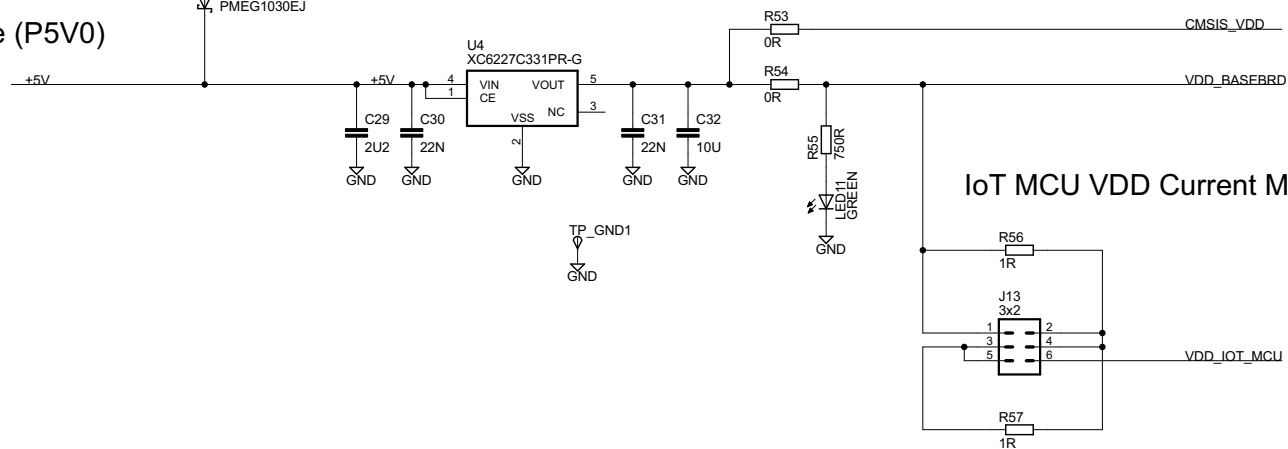 PMEG1030EJ
e (P5V0)
+5V
+5V
U4
XC6227C331PR-G
4
VIN
VOUT
5
1
CE
NC
3
VSS
2
GND
C29
2U2
GND
C30
22N
GND
C31
22N
GND
C32
10U
GND
TP_GND1
GND
R53
0R
CMSIS_VDD
R54
0R
VDD_BASEBRD
R55
750R
LED11
GREEN
GND
IoT MCU VDD Current M
R56
1R
J13
3x2
1
2
3
4
5
6
VDD_IOT_MCU
R57
1R